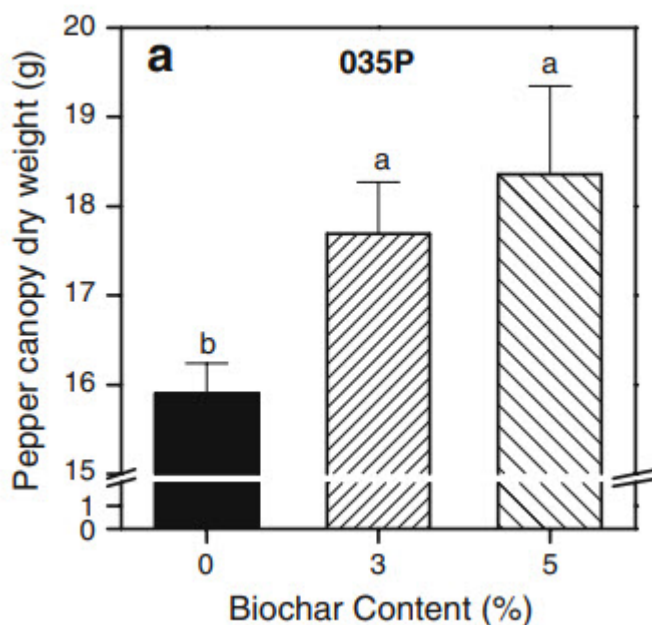 Pepper canopy dry weight (g)
20
19
18
17
16
15
1
0
a
035P
b
a
a
0
3
5
Biochar Content (%)